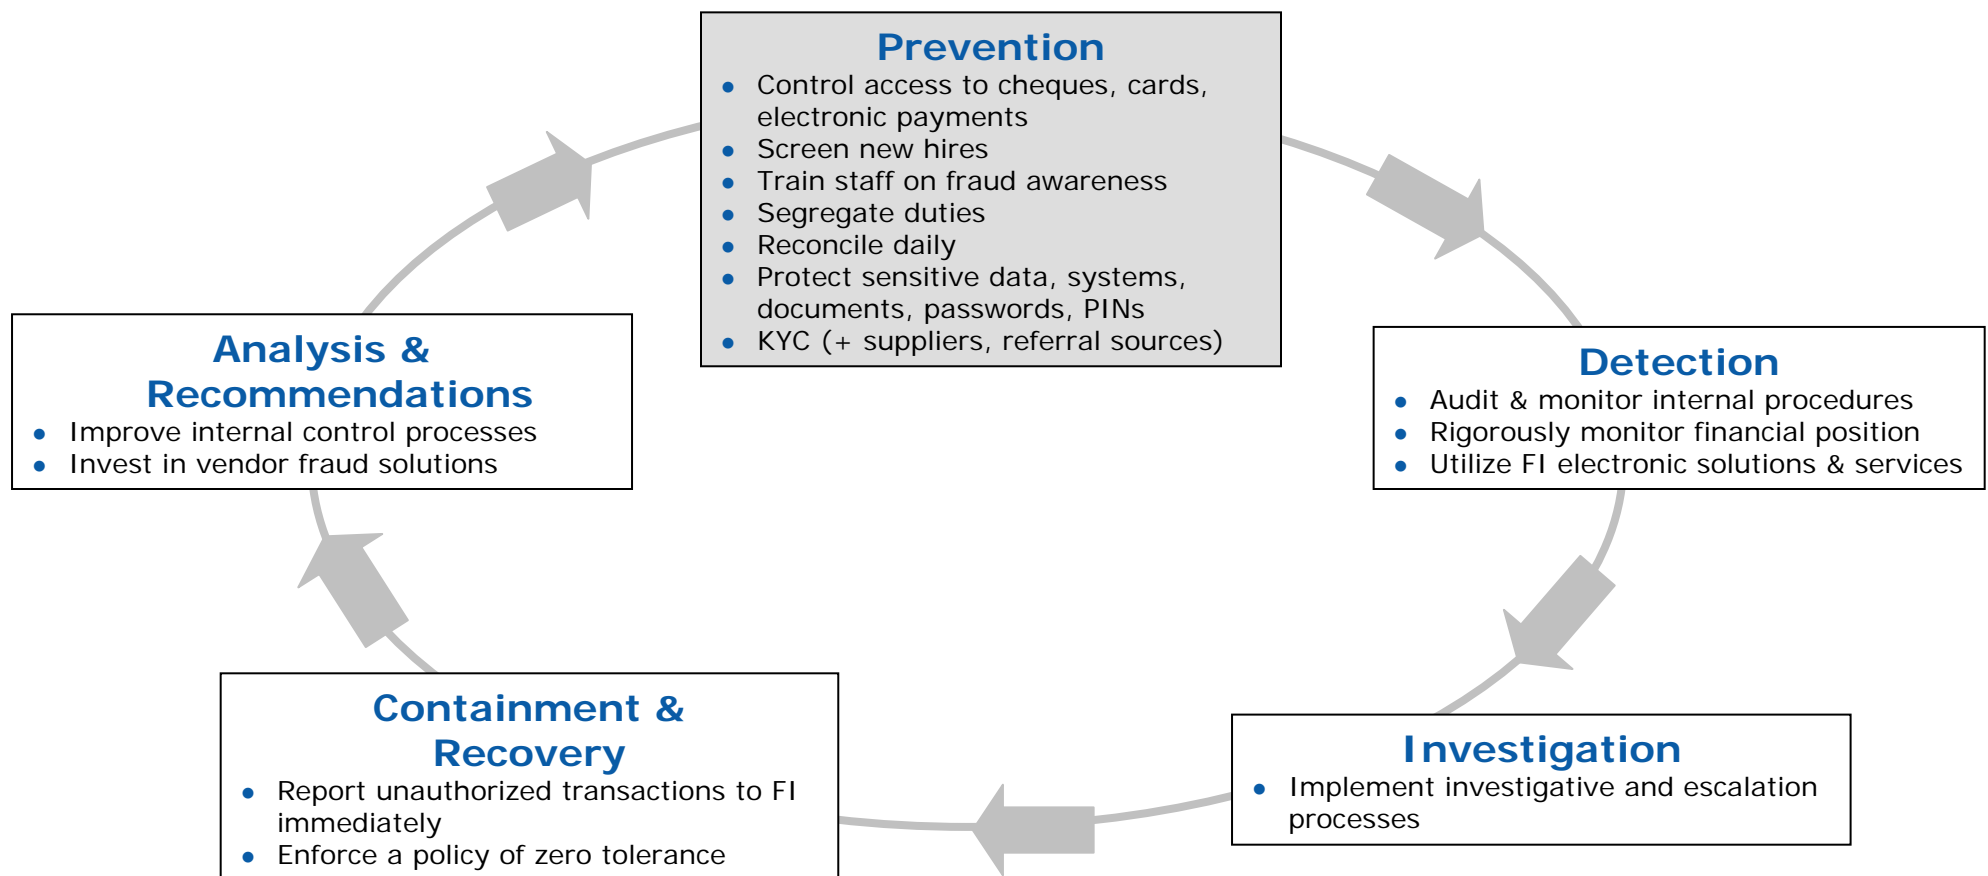 Prevention
• Control access to cheques, cards,
electronic payments
• Screen new hires
• Train staff on fraud awareness
• Segregate duties
• Reconcile daily
• Protect sensitive data, systems,
documents, passwords, PINs
• KYC (+ suppliers, referral sources)
Detection
• Audit & monitor internal procedures
• Rigorously monitor financial position
• Utilize FI electronic solutions & services
Investigation
• Implement investigative and escalation
processes
Containment &
Recovery
• Report unauthorized transactions to FI
immediately
• Enforce a policy of zero tolerance
Analysis &
Recommendations
• Improve internal control processes
• Invest in vendor fraud solutions